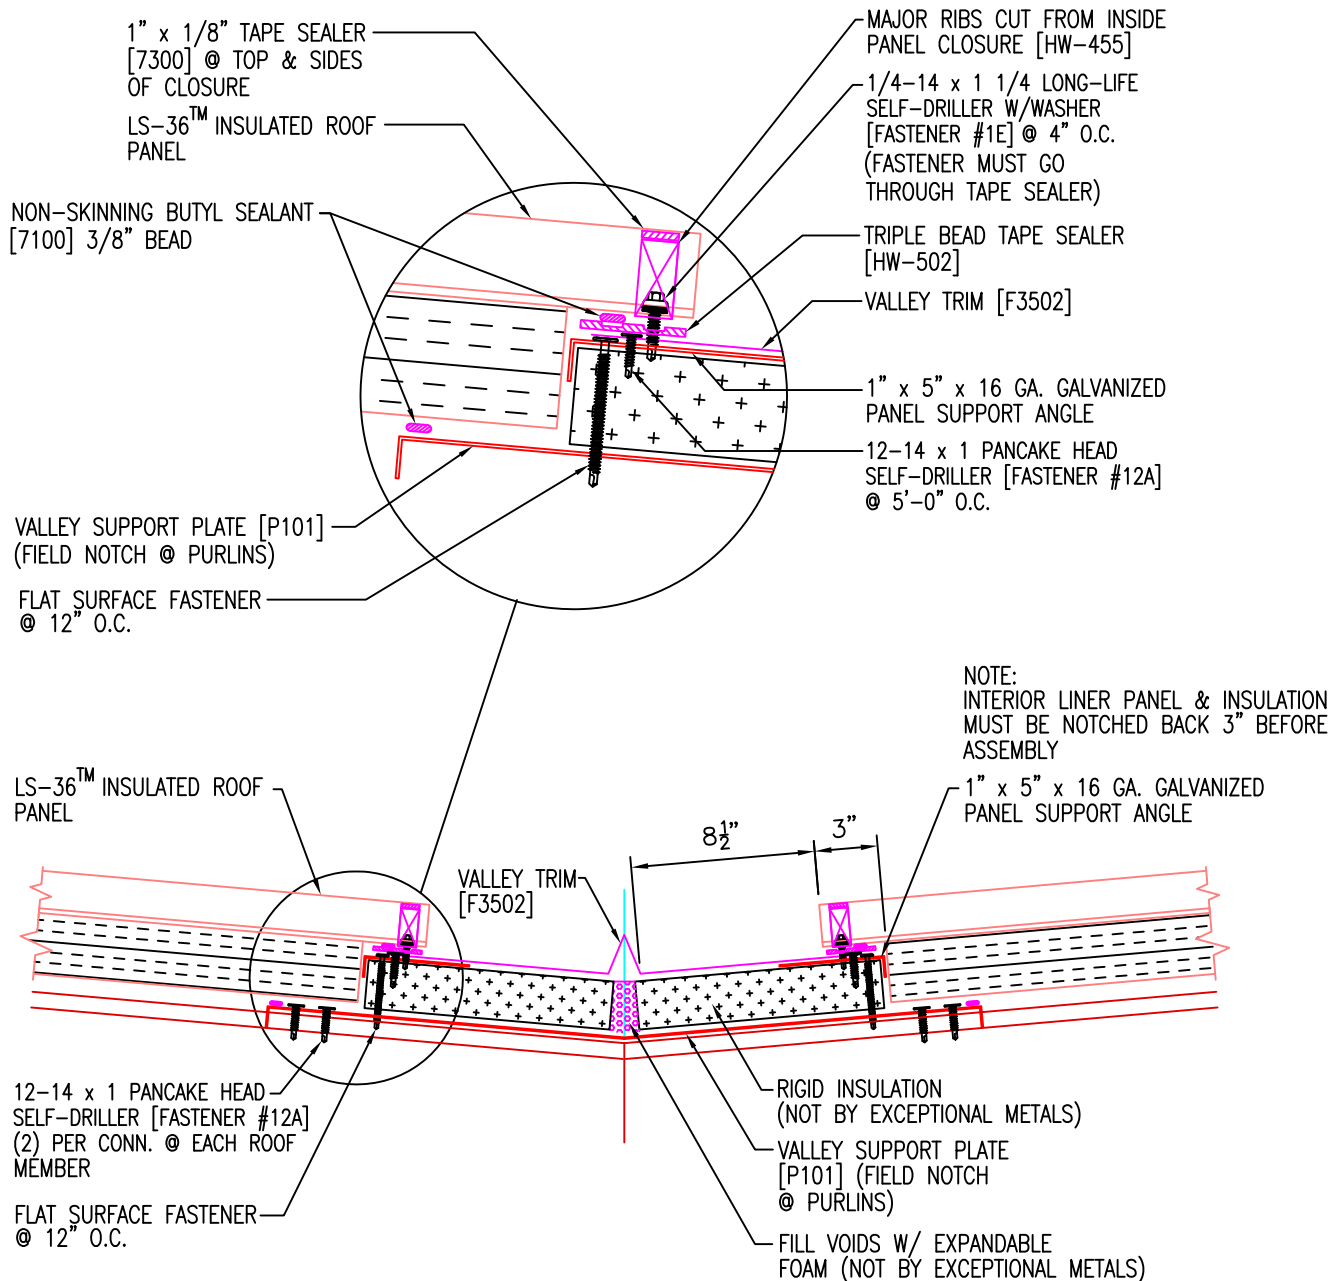 1" x 1/8" TAPE SEALER
[7300] @ TOP & SIDES
OF CLOSURE
LS-36™ INSULATED ROOF
PANEL
NON-SKINNING BUTYL SEALANT
[7100] 3/8" BEAD
VALLEY SUPPORT PLATE [P101]
(FIELD NOTCH @ PURLINS)
FLAT SURFACE FASTENER
@ 12" O.C.
MAJOR RIBS CUT FROM INSIDE
PANEL CLOSURE [HW-455]
1/4-14 x 1 1/4 LONG-LIFE
SELF-DRILLER W/WASHER
[FASTENER #1E] @ 4" O.C.
(FASTENER MUST GO
THROUGH TAPE SEALER)
TRIPLE BEAD TAPE SEALER
[HW-502]
VALLEY TRIM [F3502]
1" x 5" x 16 GA. GALVANIZED
PANEL SUPPORT ANGLE
12-14 x 1 PANCAKE HEAD
SELF-DRILLER [FASTENER #12A]
@ 5'-0" O.C.
NOTE:
INTERIOR LINER PANEL & INSULATION
MUST BE NOTCHED BACK 3" BEFORE
ASSEMBLY
1" x 5" x 16 GA. GALVANIZED
PANEL SUPPORT ANGLE
LS-36™ INSULATED ROOF
PANEL
8½"
3"
VALLEY TRIM
[F3502]
12-14 x 1 PANCAKE HEAD
SELF-DRILLER [FASTENER #12A]
(2) PER CONN. @ EACH ROOF
MEMBER
FLAT SURFACE FASTENER
@ 12" O.C.
RIGID INSULATION
(NOT BY EXCEPTIONAL METALS)
VALLEY SUPPORT PLATE
[P101] (FIELD NOTCH
@ PURLINS)
FILL VOIDS W/ EXPANDABLE
FOAM (NOT BY EXCEPTIONAL METALS)